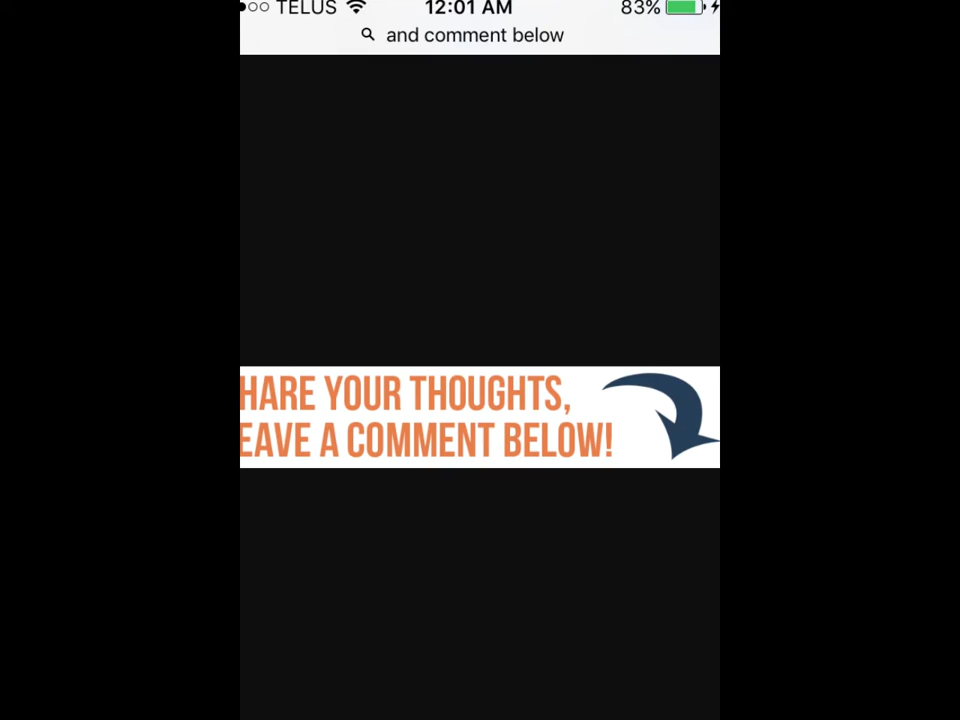 TELUS 12:01 AM 83%
and comment below
HARE YOUR THOUGHTS,
EAVE A COMMENT BELOW!